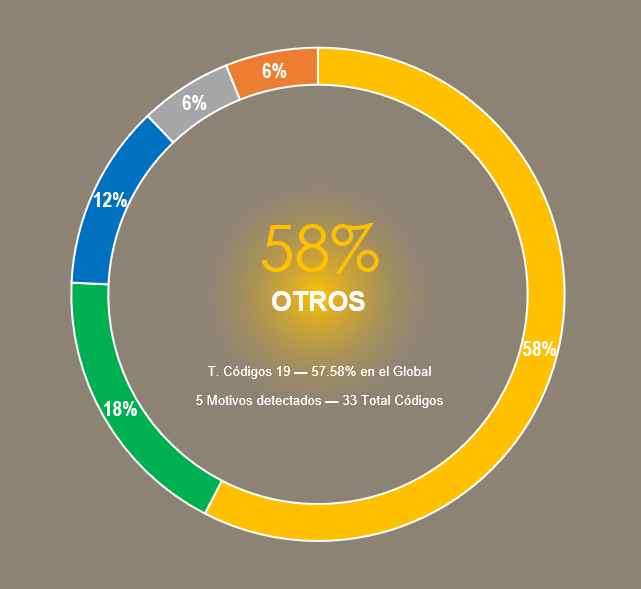 6%
6%
12%
58%
OTROS
58%
T. Códigos 19 — 57.58% en el Global
5 Motivos detectados — 33 Total Códigos
18%